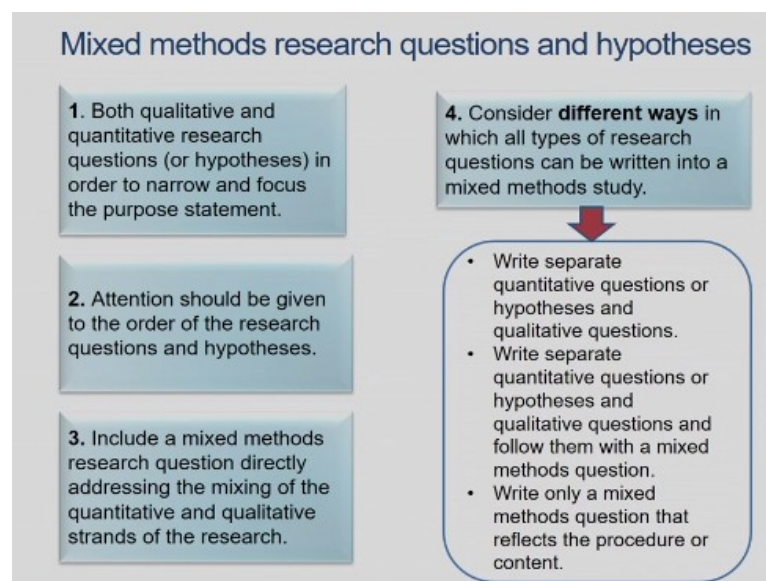 Mixed methods research questions and hypotheses
1. Both qualitative and
quantitative research
questions (or hypotheses) in
order to narrow and focus
the purpose statement.
2. Attention should be given
to the order of the research
questions and hypotheses.
3. Include a mixed methods
research question directly
addressing the mixing of the
quantitative and qualitative
strands of the research.
4. Consider different ways in
which all types of research
questions can be written into a
mixed methods study.
• Write separate
quantitative questions or
hypotheses and
qualitative questions.
• Write separate
quantitative questions or
hypotheses and
qualitative questions and
follow them with a mixed
methods question.
• Write only a mixed
methods question that
reflects the procedure or
content.